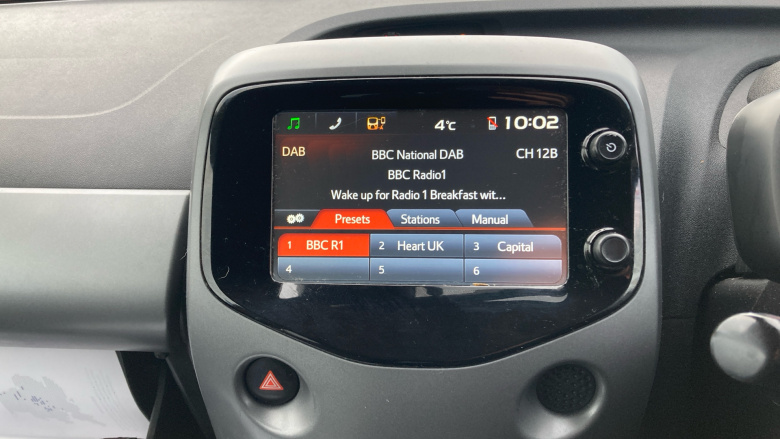 4°C 10:02
DAB BBC National DAB CH 12B
BBC Radio1
Wake up for Radio 1 Breakfast wit...
Presets Stations Manual
1 BBC R1 2 Heart UK 3 Capital
4 5 6